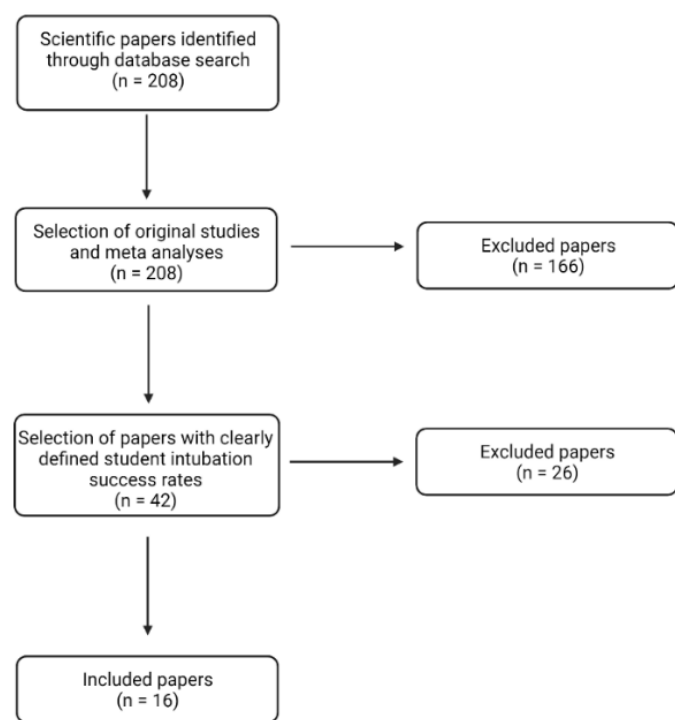 Scientific papers identified
through database search
(n = 208)
Selection of original studies
and meta analyses
(n = 208)
Excluded papers
(n = 166)
Selection of papers with clearly
defined student intubation
success rates
(n = 42)
Excluded papers
(n = 26)
Included papers
(n = 16)